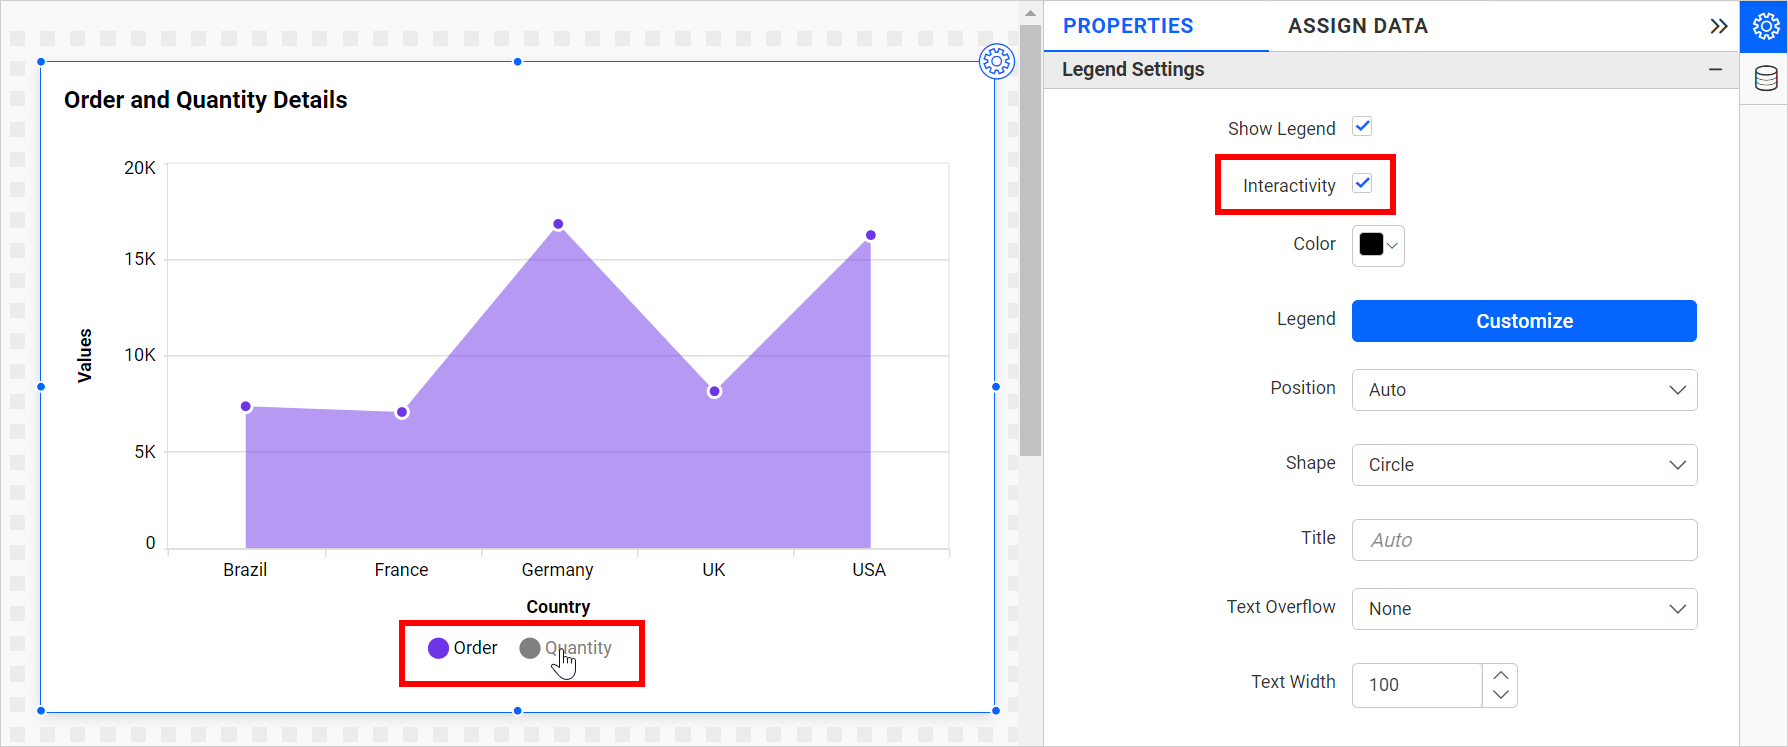 Order and Quantity Details
20K
15K
10K
5K
0
Values
Brazil France Germany UK USA
Country
Order Quantity
PROPERTIES ASSIGN DATA
Legend Settings
Show Legend
Interactivity
Color
Legend Customize
Position Auto
Shape Circle
Title Auto
Text Overflow None
Text Width 100